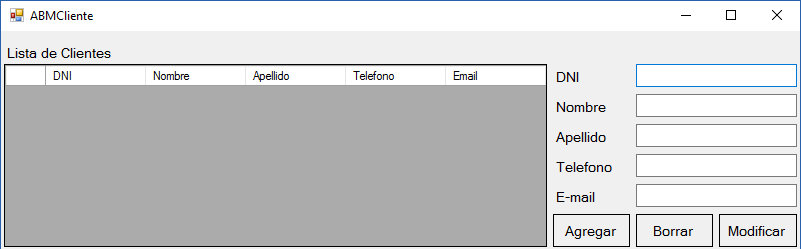 ABMCliente
Lista de Clientes
DNI Nombre Apellido Telefono Email
DNI
Nombre
Apellido
Telefono
E-mail
Agregar Borrar Modificar